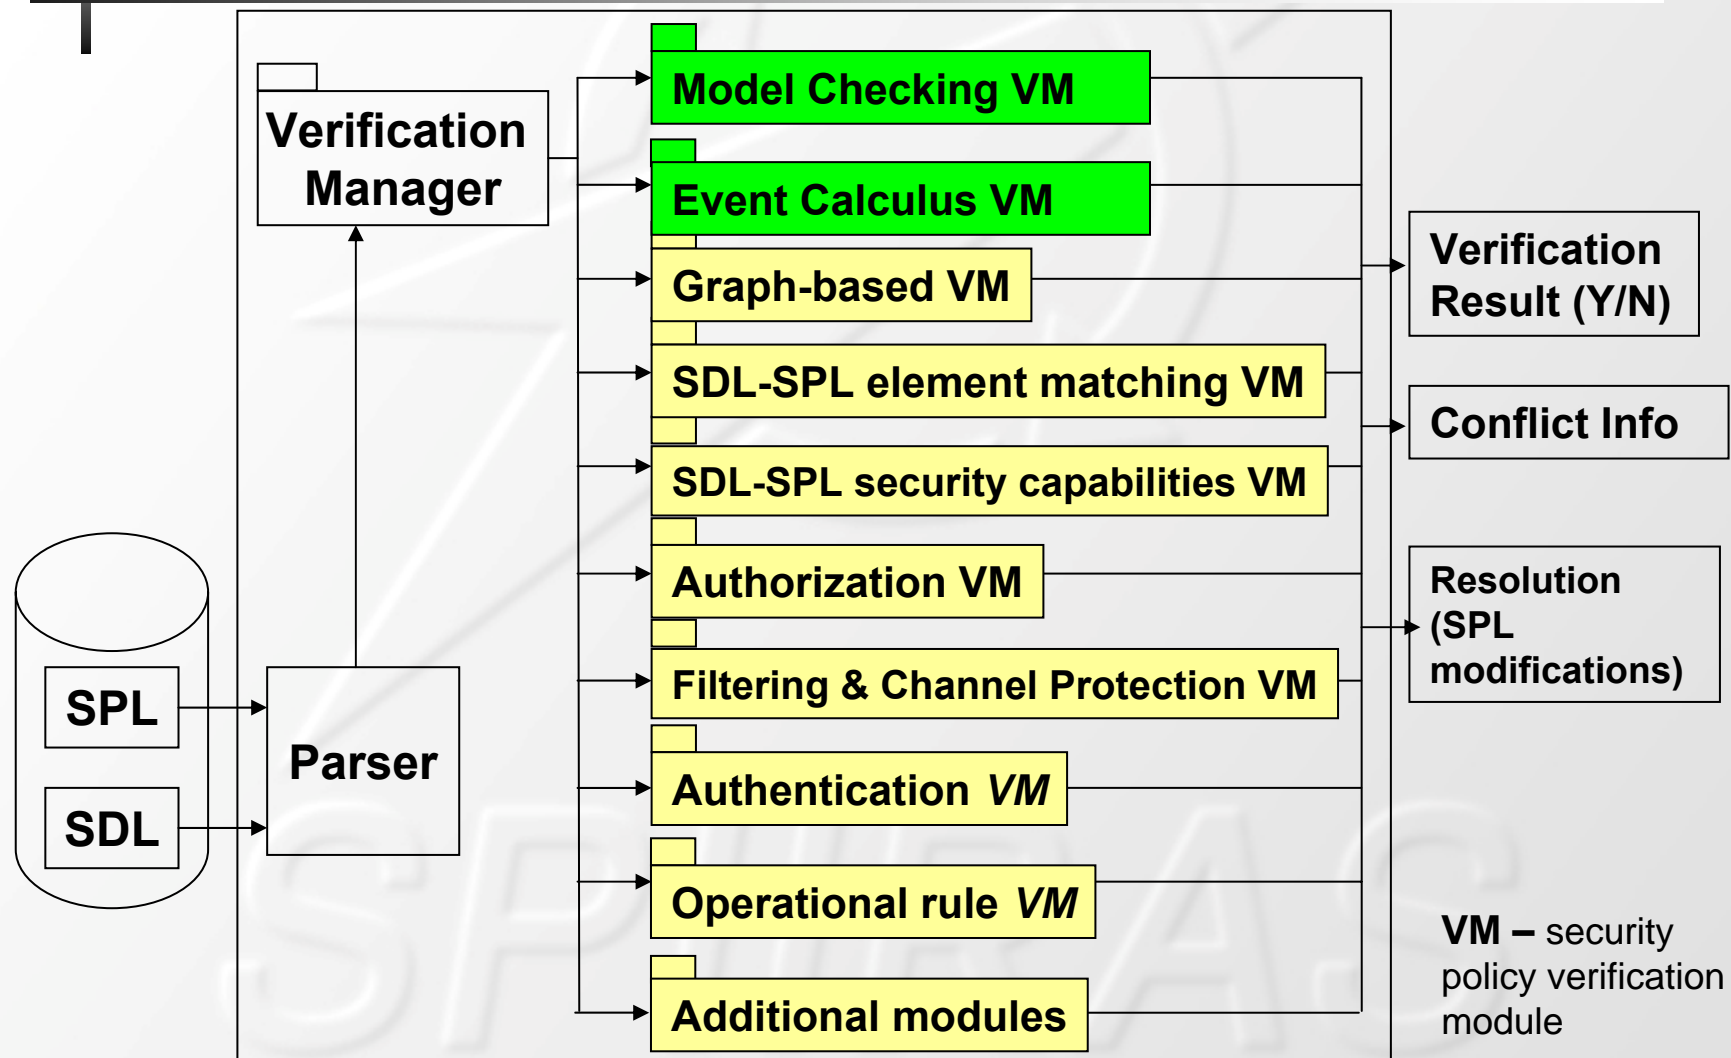 Verification
Manager
Model Checking VM
Event Calculus VM
Graph-based VM
SDL-SPL element matching VM
SDL-SPL security capabilities VM
Authorization VM
Filtering & Channel Protection VM
Authentication VM
Operational rule VM
Additional modules
SPL
SDL
Parser
Verification
Result (Y/N)
Conflict Info
Resolution
(SPL
modifications)
VM – security
policy verification
module
SPIIRAS